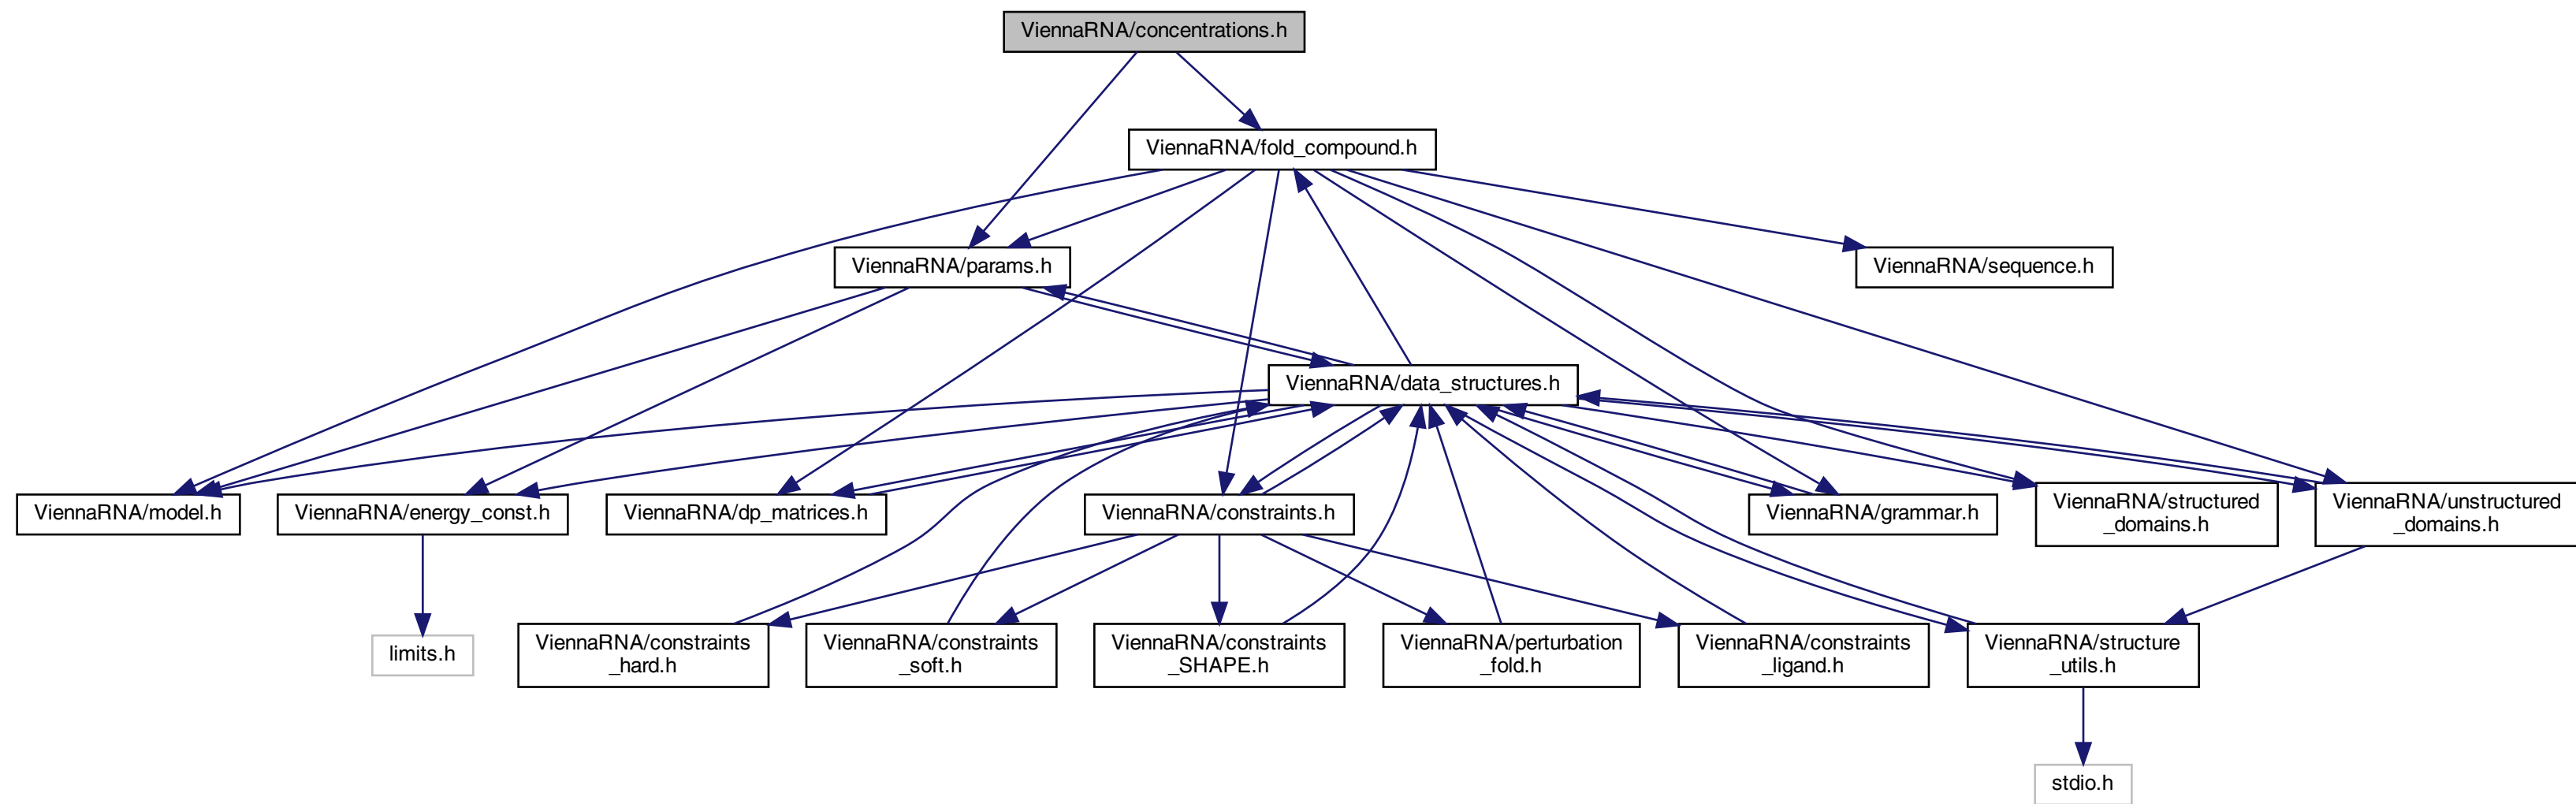 ViennaRNA/concentrations.h
ViennaRNA/fold_compound.h
ViennaRNA/params.h
ViennaRNA/sequence.h
ViennaRNA/data_structures.h
ViennaRNA/model.h
ViennaRNA/energy_const.h
ViennaRNA/dp_matrices.h
ViennaRNA/constraints.h
ViennaRNA/grammar.h
ViennaRNA/structured
_domains.h
ViennaRNA/unstructured
_domains.h
limits.h
ViennaRNA/constraints
_hard.h
ViennaRNA/constraints
_soft.h
ViennaRNA/constraints
_SHAPE.h
ViennaRNA/perturbation
_fold.h
ViennaRNA/constraints
_ligand.h
ViennaRNA/structure
_utils.h
stdio.h